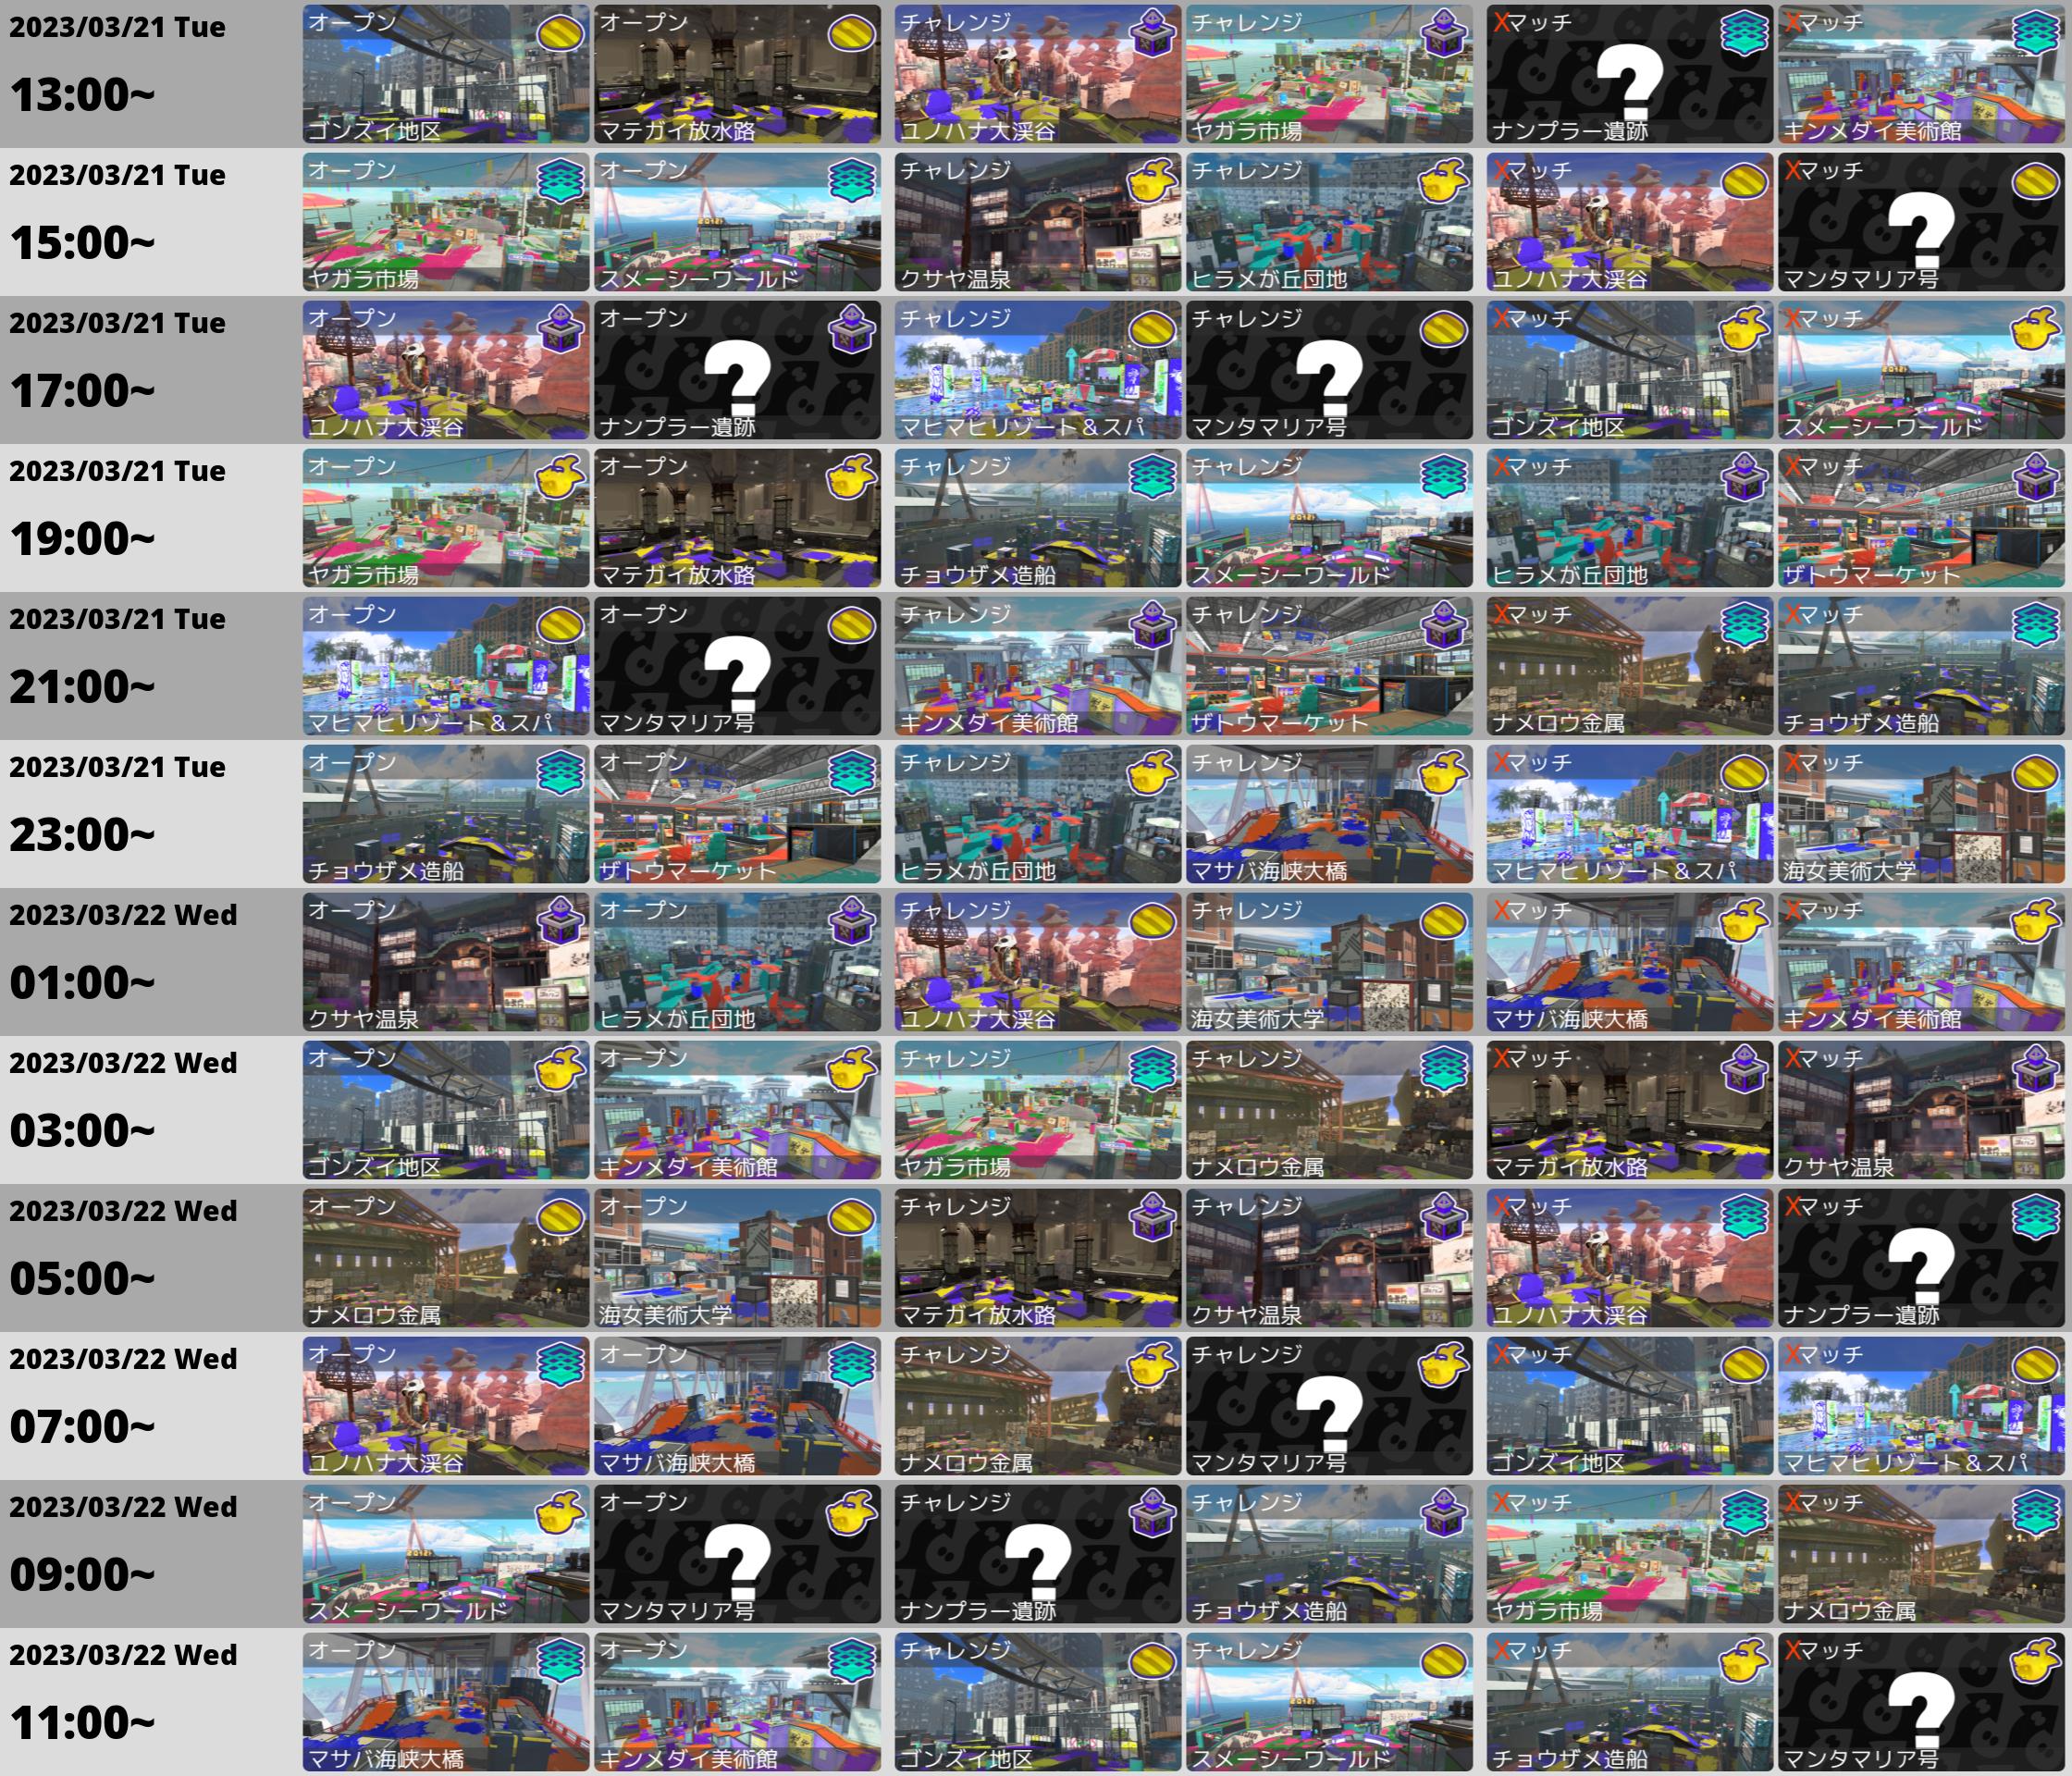 2023/03/21 Tue
13:00~
オープン オープン チャレンジ チャレンジ Xマッチ Xマッチ
ゴンズイ地区 マテガイ放水路 ユノハナ大渓谷 ヤガラ市場 ナンプラー遺跡 キンメダイ美術館
2023/03/21 Tue
15:00~
オープン オープン チャレンジ チャレンジ Xマッチ Xマッチ
ヤガラ市場 スメーシーワールド クサヤ温泉 ヒラメが丘団地 ユノハナ大渓谷 マンタマリア号
2023/03/21 Tue
17:00~
オープン オープン チャレンジ チャレンジ Xマッチ Xマッチ
ユノハナ大渓谷 ナンプラー遺跡 マヒマヒリゾート&スパ マンタマリア号 ゴンズイ地区 スメーシーワールド
2023/03/21 Tue
19:00~
オープン オープン チャレンジ チャレンジ Xマッチ Xマッチ
ヤガラ市場 マテガイ放水路 チョウザメ造船 スメーシーワールド ヒラメが丘団地 ザトウマーケット
2023/03/21 Tue
21:00~
オープン オープン チャレンジ チャレンジ Xマッチ Xマッチ
マヒマヒリゾート&スパ マンタマリア号 キンメダイ美術館 ザトウマーケット ナメロウ金属 チョウザメ造船
2023/03/21 Tue
23:00~
オープン オープン チャレンジ チャレンジ Xマッチ Xマッチ
チョウザメ造船 ザトウマーケット ヒラメが丘団地 マサバ海峡大橋 マヒマヒリゾート&スパ 海女美術大学
2023/03/22 Wed
01:00~
オープン オープン チャレンジ チャレンジ Xマッチ Xマッチ
クサヤ温泉 ヒラメが丘団地 ユノハナ大渓谷 海女美術大学 マサバ海峡大橋 キンメダイ美術館
2023/03/22 Wed
03:00~
オープン オープン チャレンジ チャレンジ Xマッチ Xマッチ
ゴンズイ地区 キンメダイ美術館 ヤガラ市場 ナメロウ金属 マテガイ放水路 クサヤ温泉
2023/03/22 Wed
05:00~
オープン オープン チャレンジ チャレンジ Xマッチ Xマッチ
ナメロウ金属 海女美術大学 マテガイ放水路 クサヤ温泉 ユノハナ大渓谷 ナンプラー遺跡
2023/03/22 Wed
07:00~
オープン オープン チャレンジ チャレンジ Xマッチ Xマッチ
ユノハナ大渓谷 マサバ海峡大橋 ナメロウ金属 マンタマリア号 ゴンズイ地区 マヒマヒリゾート&スパ
2023/03/22 Wed
09:00~
オープン オープン チャレンジ チャレンジ Xマッチ Xマッチ
スメーシーワールド マンタマリア号 ナンプラー遺跡 チョウザメ造船 ヤガラ市場 ナメロウ金属
2023/03/22 Wed
11:00~
オープン オープン チャレンジ チャレンジ Xマッチ Xマッチ
マサバ海峡大橋 キンメダイ美術館 ゴンズイ地区 スメーシーワールド チョウザメ造船 マンタマリア号